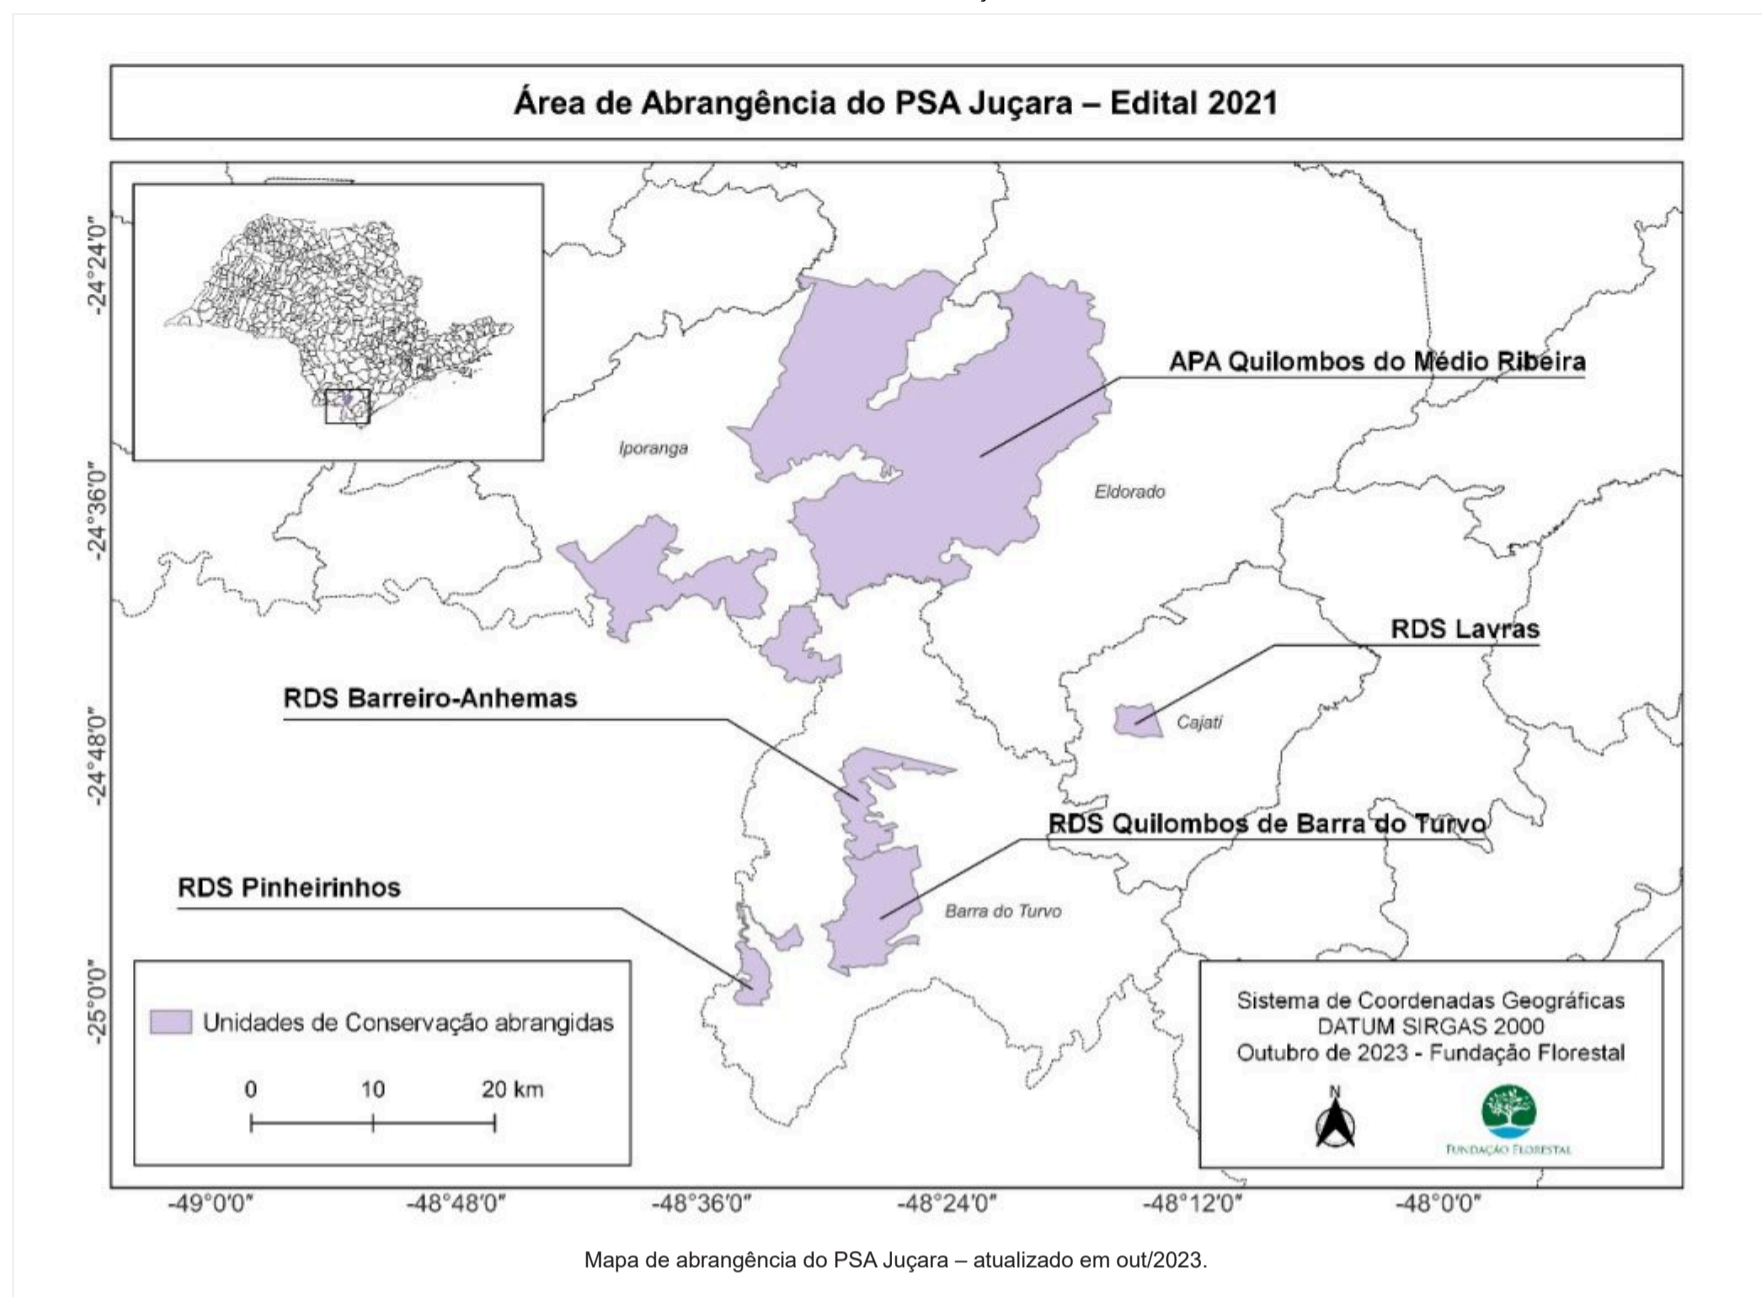 Área de Abrangência do PSA Juçara – Edital 2021
-24°24'0"
-24°36'0"
-24°48'0"
-25°0'0"
APA Quilombos do Médio Ribeira
Iporanga
Eldorado
RDS Lavras
RDS Barreiro-Anhemas
Cajati
RDS Quilombos de Barra do Turvo
RDS Pinheirinhos
Barra do Turvo
Unidades de Conservação abrangidas
0 10 20 km
Sistema de Coordenadas Geográficas
DATUM SIRGAS 2000
Outubro de 2023 - Fundação Florestal
N
FUNDAÇÃO FLORESTAL
-49°0'0" -48°48'0" -48°36'0" -48°24'0" -48°12'0" -48°0'0"
Mapa de abrangência do PSA Juçara – atualizado em out/2023.